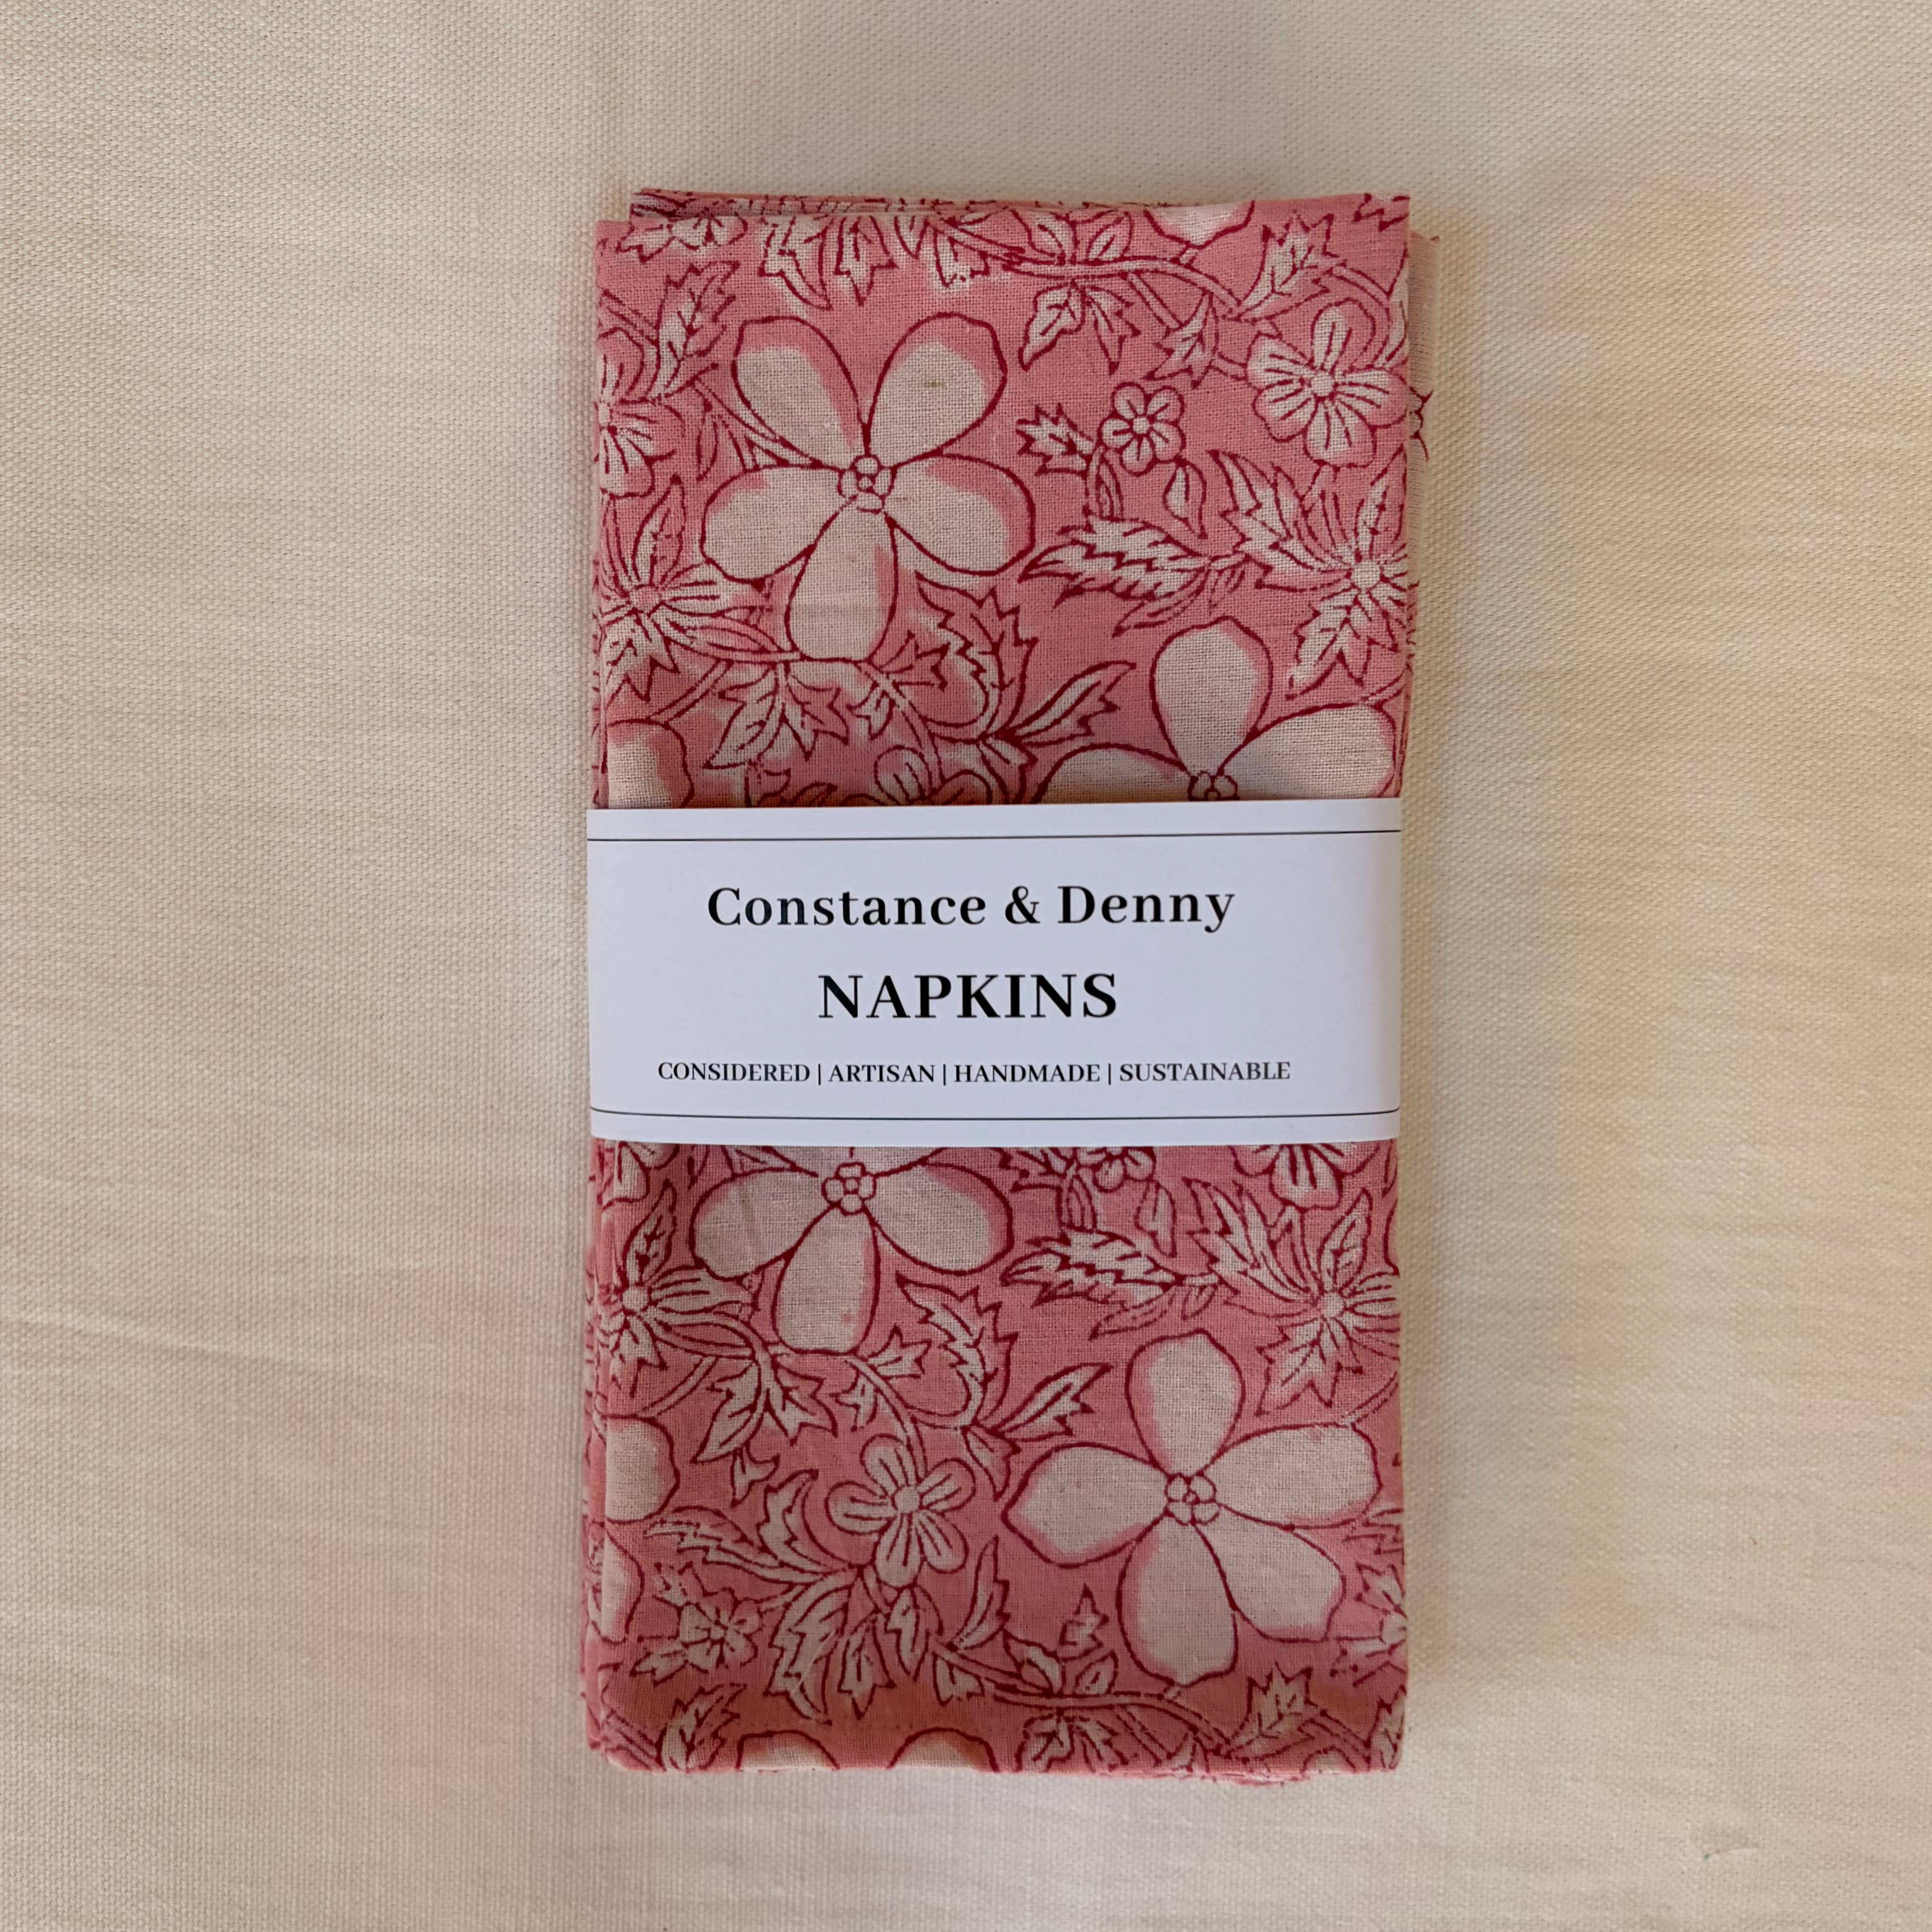 Constance & Denny
NAPKINS
CONSIDERED | ARTISAN | HANDMADE | SUSTAINABLE